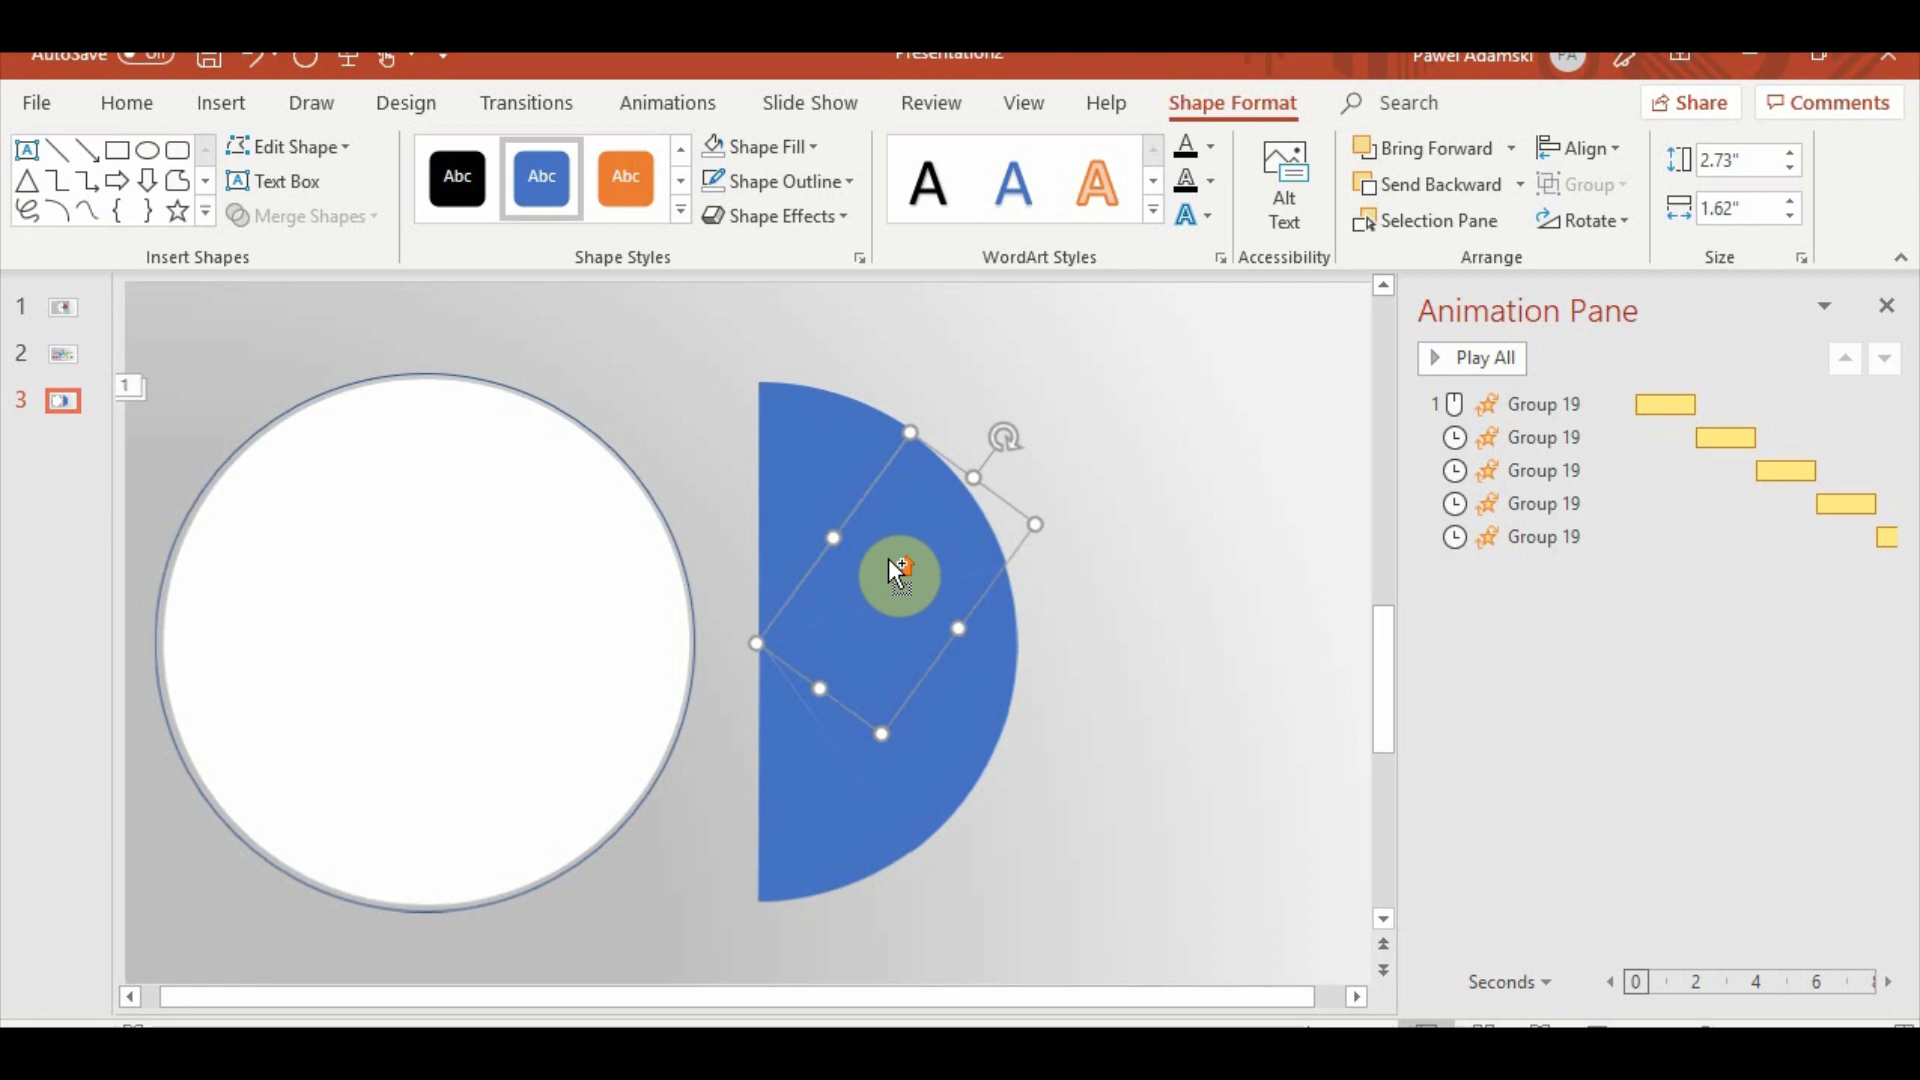 AutoSave Off Presentation2 Pawel Adamski PA
File Home Insert Draw Design Transitions Animations Slide Show Review View Help Shape Format Search Share Comments
Edit Shape
Text Box
Merge Shapes
Insert Shapes
Abc Abc Abc
Shape Fill
Shape Outline
Shape Effects
Shape Styles
A A A
A
A
A
WordArt Styles
Alt
Text
Accessibility
Bring Forward
Send Backward
Selection Pane
Align
Group
Rotate
Arrange
2.73"
1.62"
Size
1
2
3
1
Animation Pane
Play All
1 Group 19
Group 19
Group 19
Group 19
Group 19
Seconds 0 2 4 6